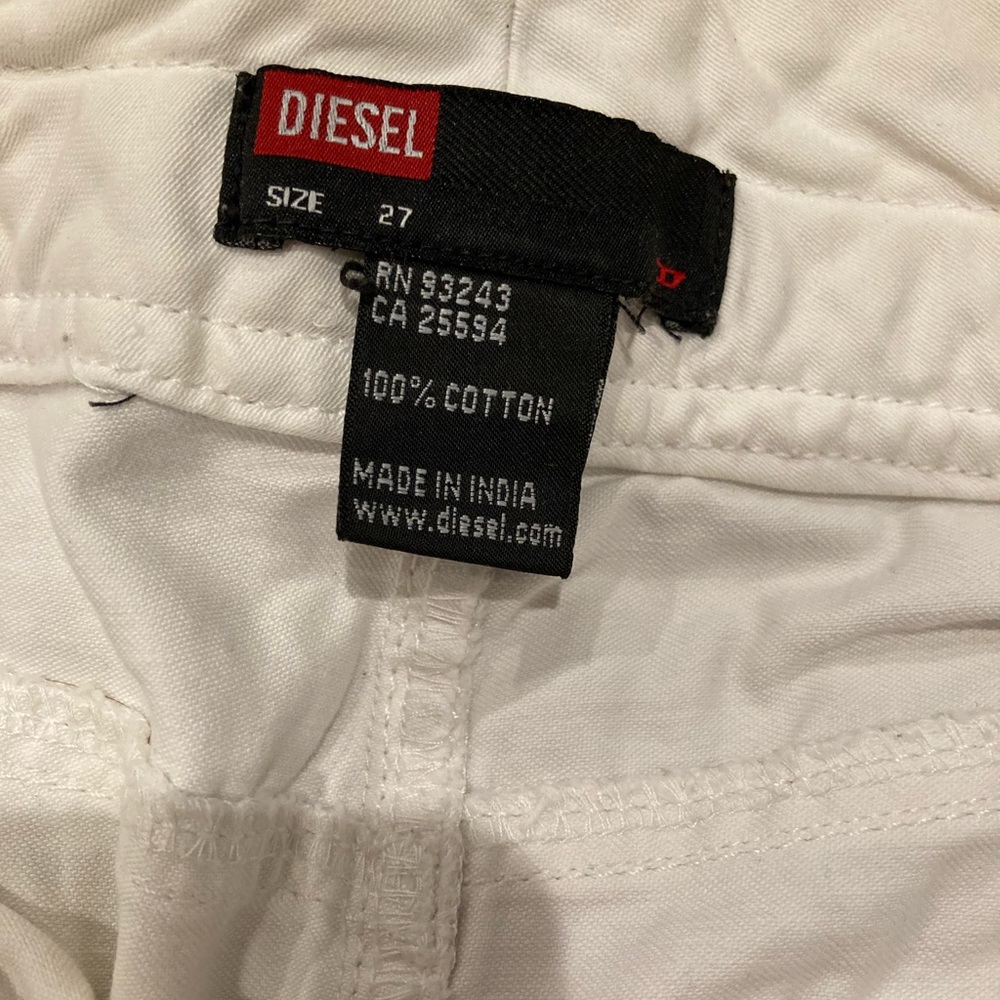 DIESEL
SIZE 27
RN 93243
CA 25594
100% COTTON
MADE IN INDIA
www.diesel.com